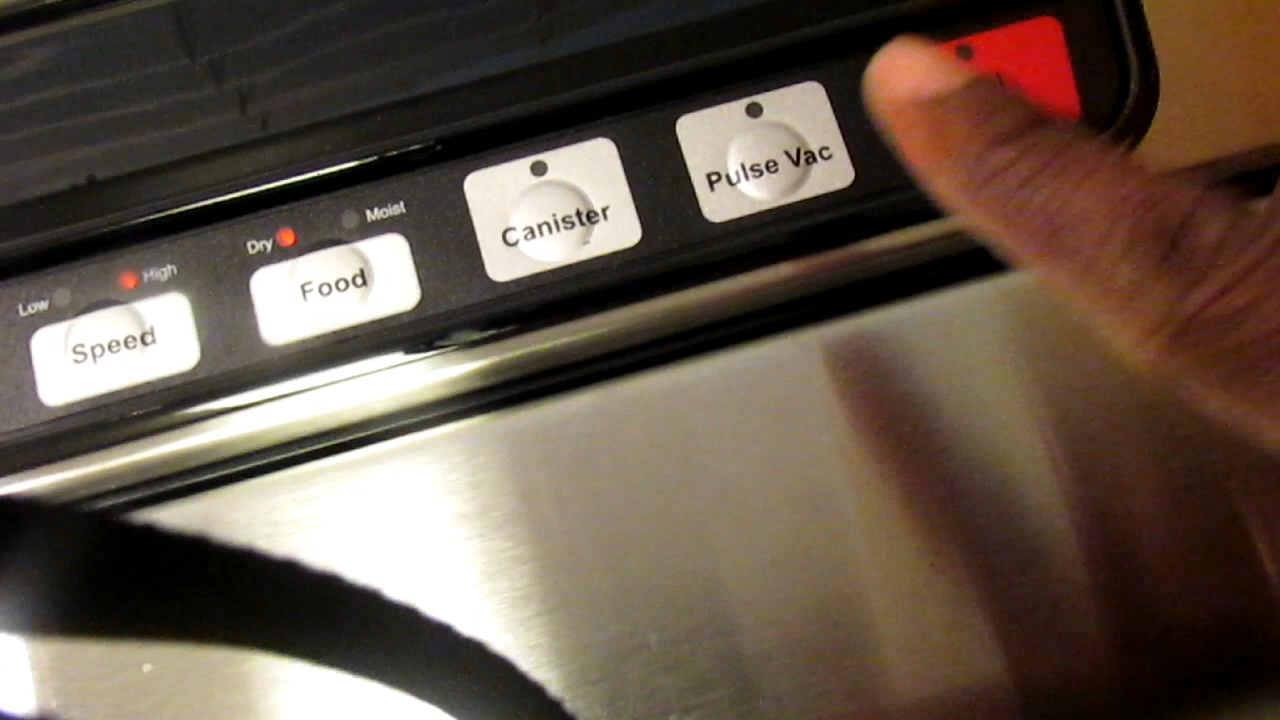 Low High
Speed
Dry Moist
Food
Canister
Pulse Vac